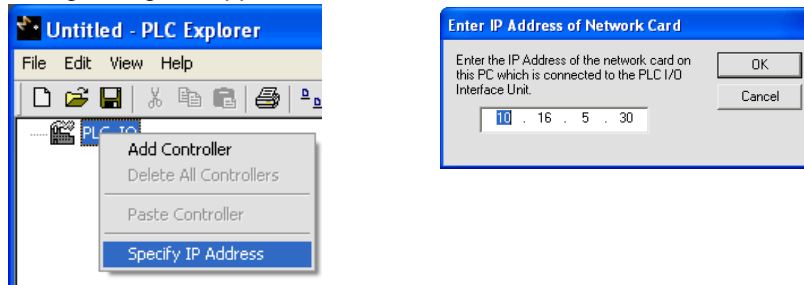 Untitled - PLC Explorer
File Edit View Help
PLC_IO
Add Controller
Delete All Controllers
Paste Controller
Specify IP Address
Enter IP Address of Network Card
Enter the IP Address of the network card on
this PC which is connected to the PLC I/O
Interface Unit.
10 . 16 . 5 . 30
OK
Cancel